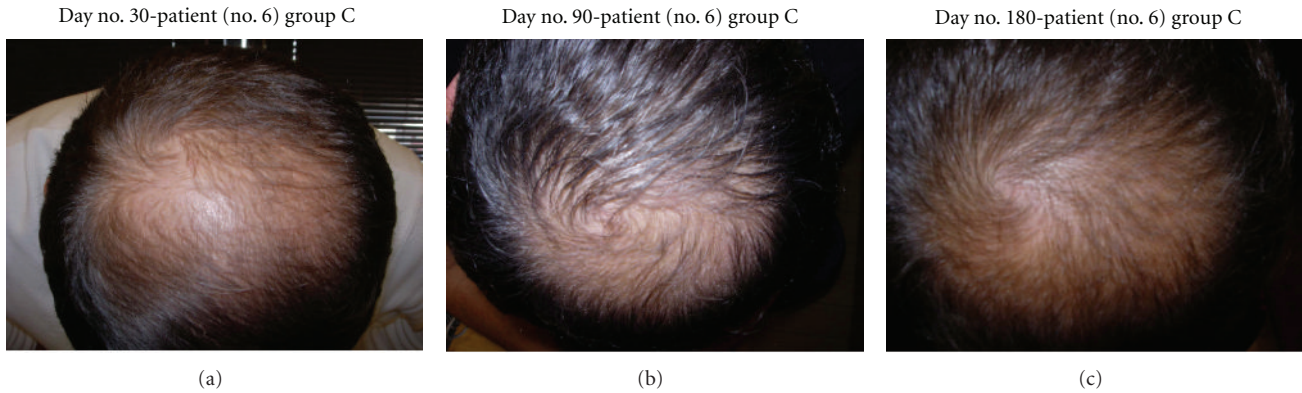 Day no. 30-patient (no. 6) group C
Day no. 90-patient (no. 6) group C
Day no. 180-patient (no. 6) group C
(a)
(b)
(c)